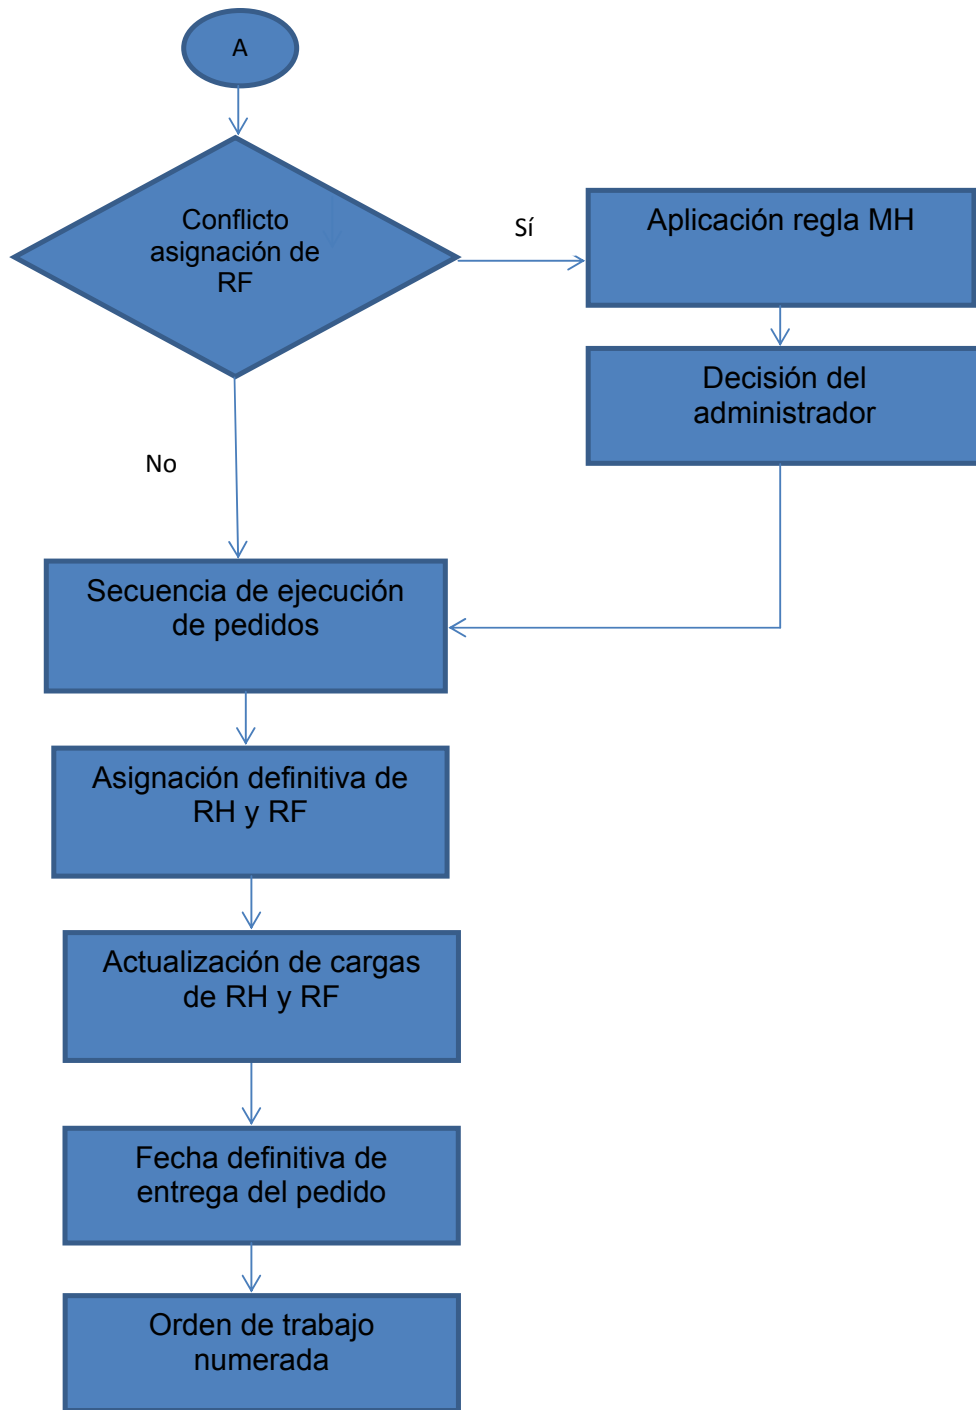 A
Conflicto
asignación de
RF
Sí
Aplicación regla MH
Decisión del
administrador
No
Secuencia de ejecución
de pedidos
Asignación definitiva de
RH y RF
Actualización de cargas
de RH y RF
Fecha definitiva de
entrega del pedido
Orden de trabajo
numerada